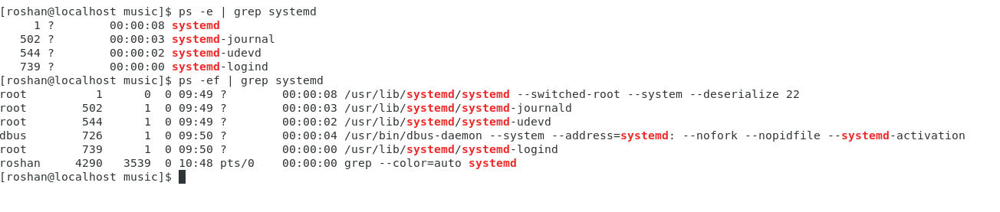 [roshan@localhost music]$ ps -e | grep systemd
     1 ?        00:00:08 systemd
   502 ?        00:00:03 systemd-journal
   544 ?        00:00:02 systemd-udevd
   739 ?        00:00:00 systemd-logind
[roshan@localhost music]$ ps -ef | grep systemd
root          1      0  0 09:49 ?        00:00:08 /usr/lib/systemd/systemd --switched-root --system --deserialize 22
root        502      1  0 09:49 ?        00:00:03 /usr/lib/systemd/systemd-journald
root        544      1  0 09:49 ?        00:00:02 /usr/lib/systemd/systemd-udevd
dbus        726      1  0 09:50 ?        00:00:04 /usr/bin/dbus-daemon --system --address=systemd: --nofork --nopidfile --systemd-activation
root        739      1  0 09:50 ?        00:00:00 /usr/lib/systemd/systemd-logind
roshan     4290   3539  0 10:48 pts/0    00:00:00 grep --color=auto systemd
[roshan@localhost music]$